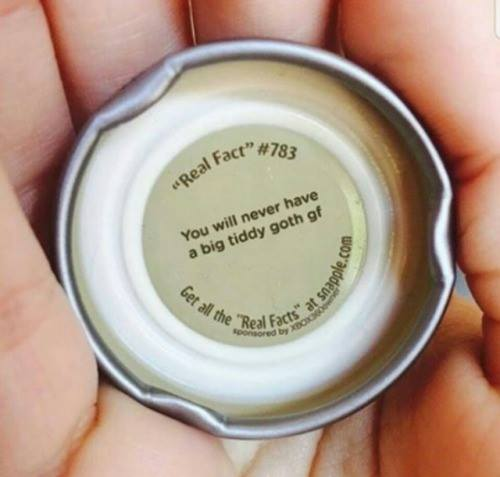 "Real Fact" #783
You will never have
a big tiddy goth gf
Get all the "Real Facts" at snapple.com
sponsored by XBOX360owner